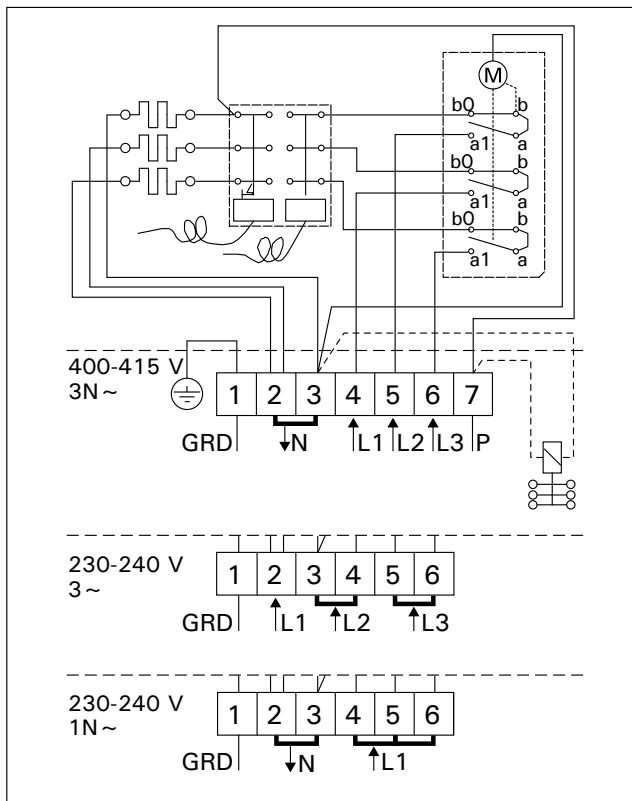 M
b0 b
a1 a
b0 b
a1 a
b0 b
a1 a
400-415 V
3N~
1 2 3 4 5 6 7
GRD N L1 L2 L3 P
230-240 V
3~
1 2 3 4 5 6
GRD L1 L2 L3
230-240 V
1N~
1 2 3 4 5 6
GRD N L1